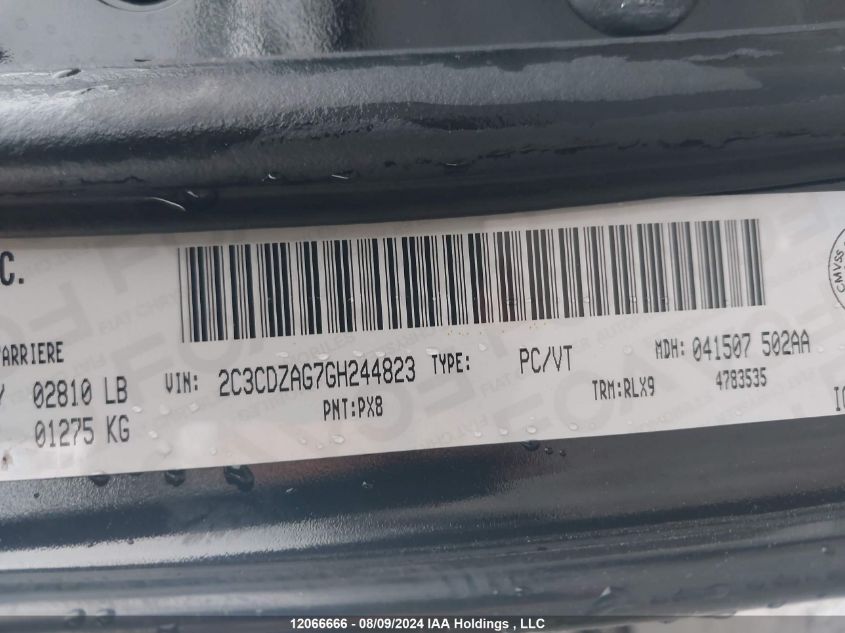 C.
ARRIERE
02810 LB
01275 KG
VIN: 2C3CDZAG7GH244823 TYPE: PC/VT MDH: 041507 502AA
PNT:PX8 TRM:RLX9 4783535
CMVSS
12066666 - 08/09/2024 IAA Holdings , LLC